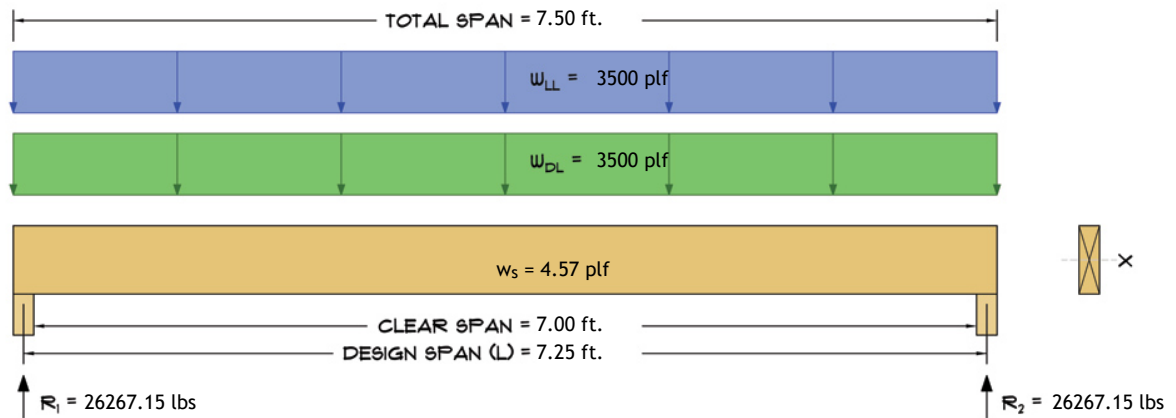 TOTAL SPAN = 7.50 ft.
wLL = 3500 plf
wDL = 3500 plf
ws = 4.57 plf
X
CLEAR SPAN = 7.00 ft.
DESIGN SPAN (L) = 7.25 ft.
R1 = 26267.15 lbs
R2 = 26267.15 lbs